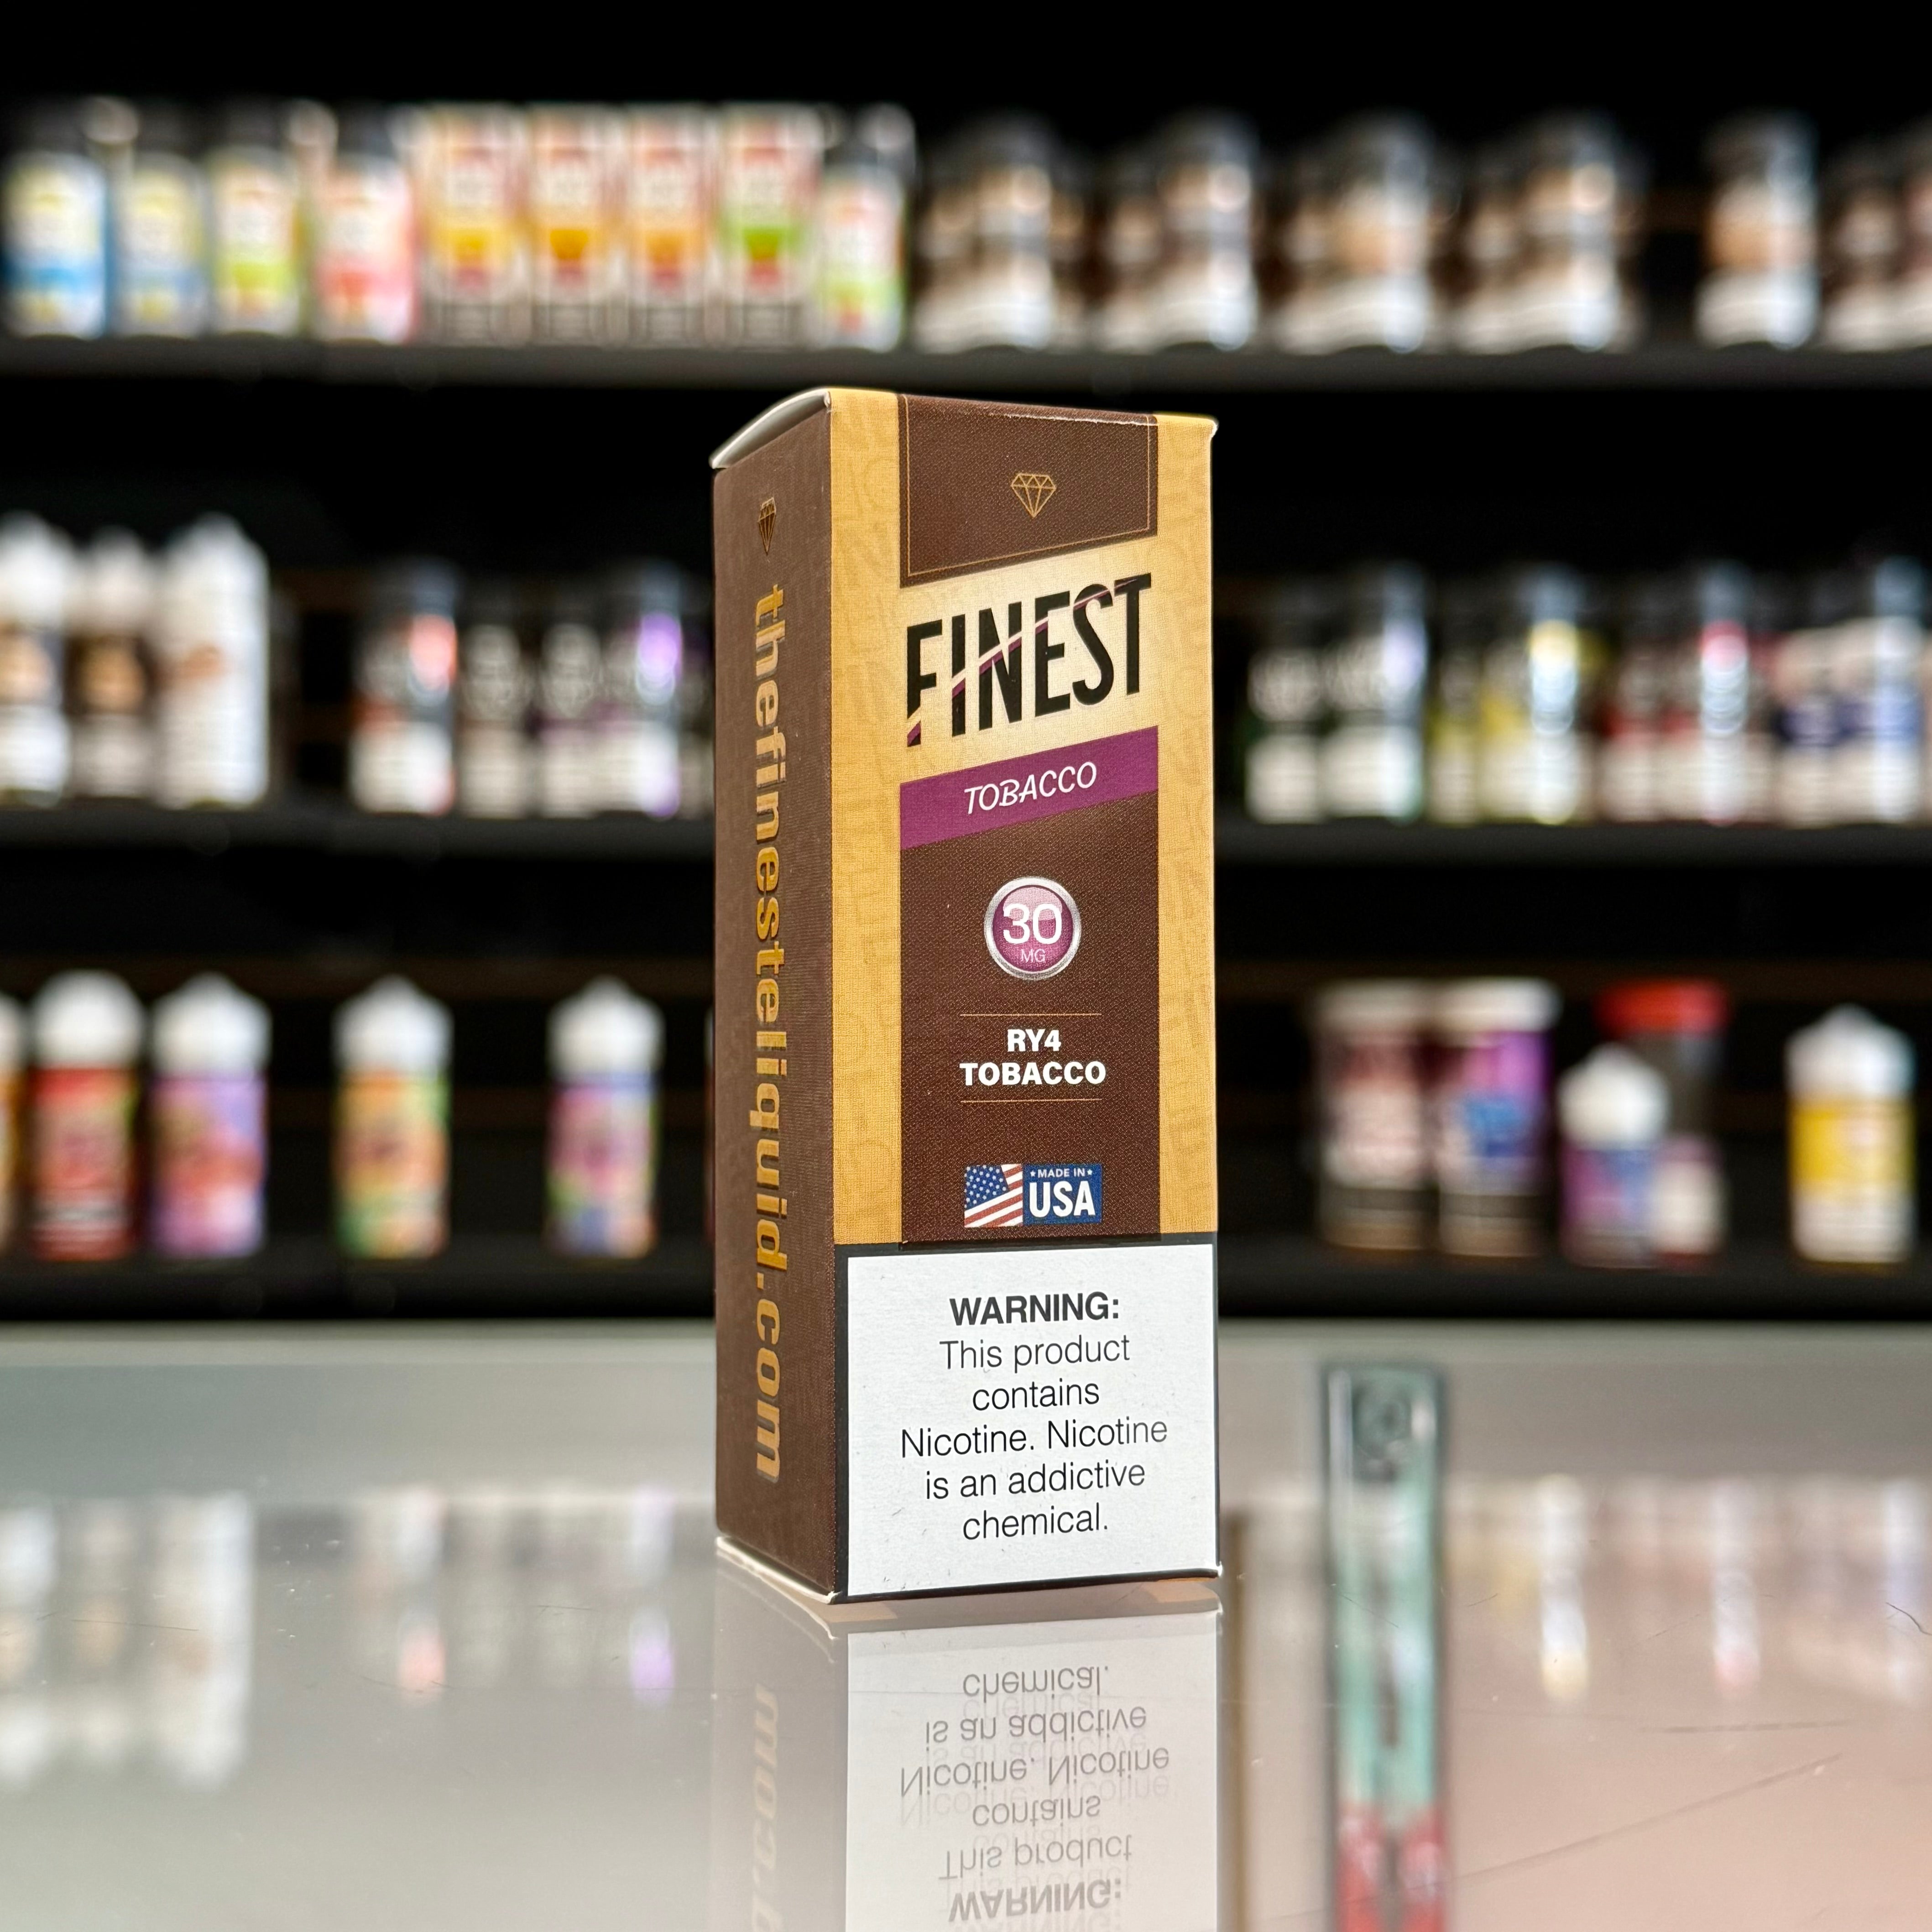 thefinesteliquid.com
FINEST
TOBACCO
30
MG
RY4
TOBACCO
MADE IN
USA
WARNING:
This product
contains
Nicotine. Nicotine
is an addictive
chemical.